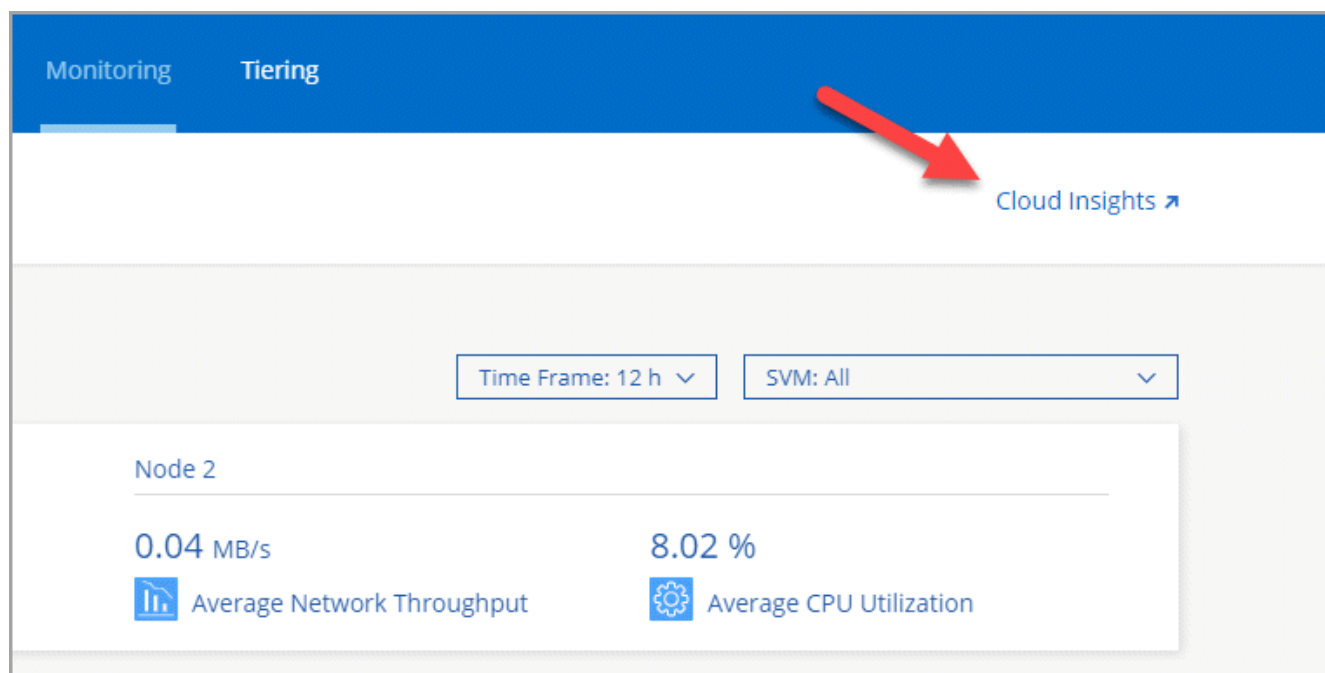 Monitoring Tiering
Cloud Insights
Time Frame: 12 h SVM: All
Node 2
0.04 MB/s 8.02 %
Average Network Throughput Average CPU Utilization